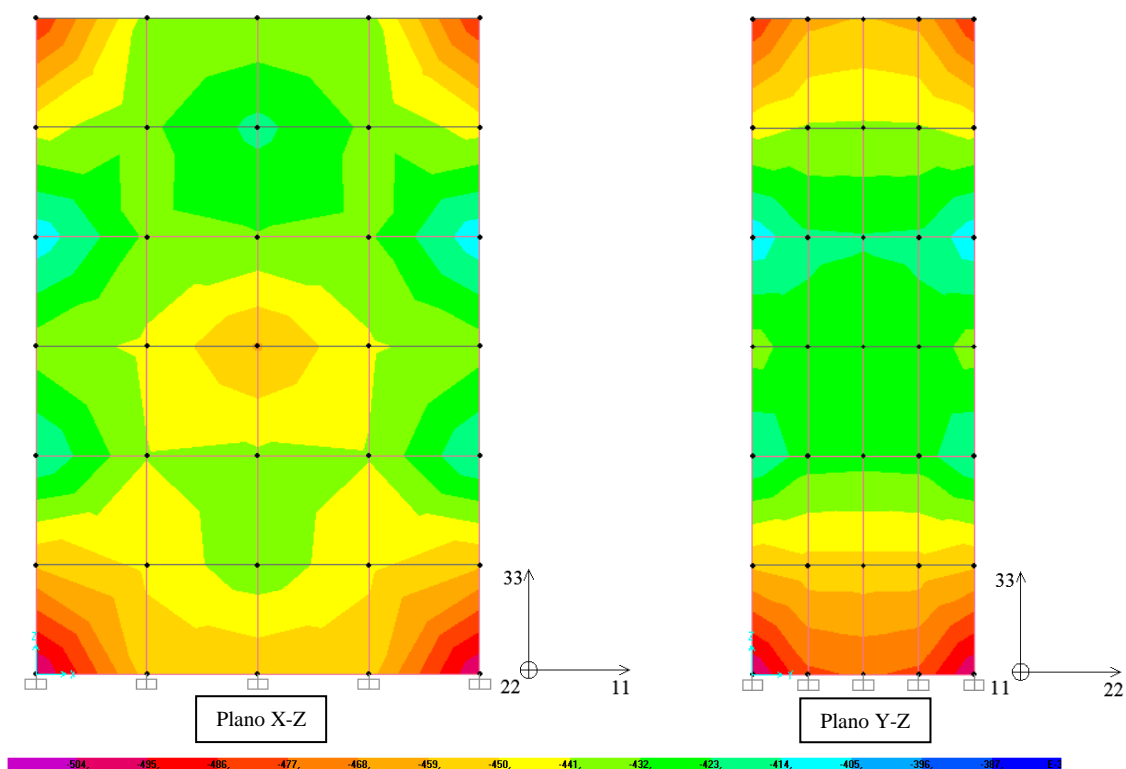 33
33
Z
X
Z
Y
22
11
11
22
Plano X-Z
Plano Y-Z
-504, -495, -486, -477, -468, -459, -450, -441, -432, -423, -414, -405, -396, -387